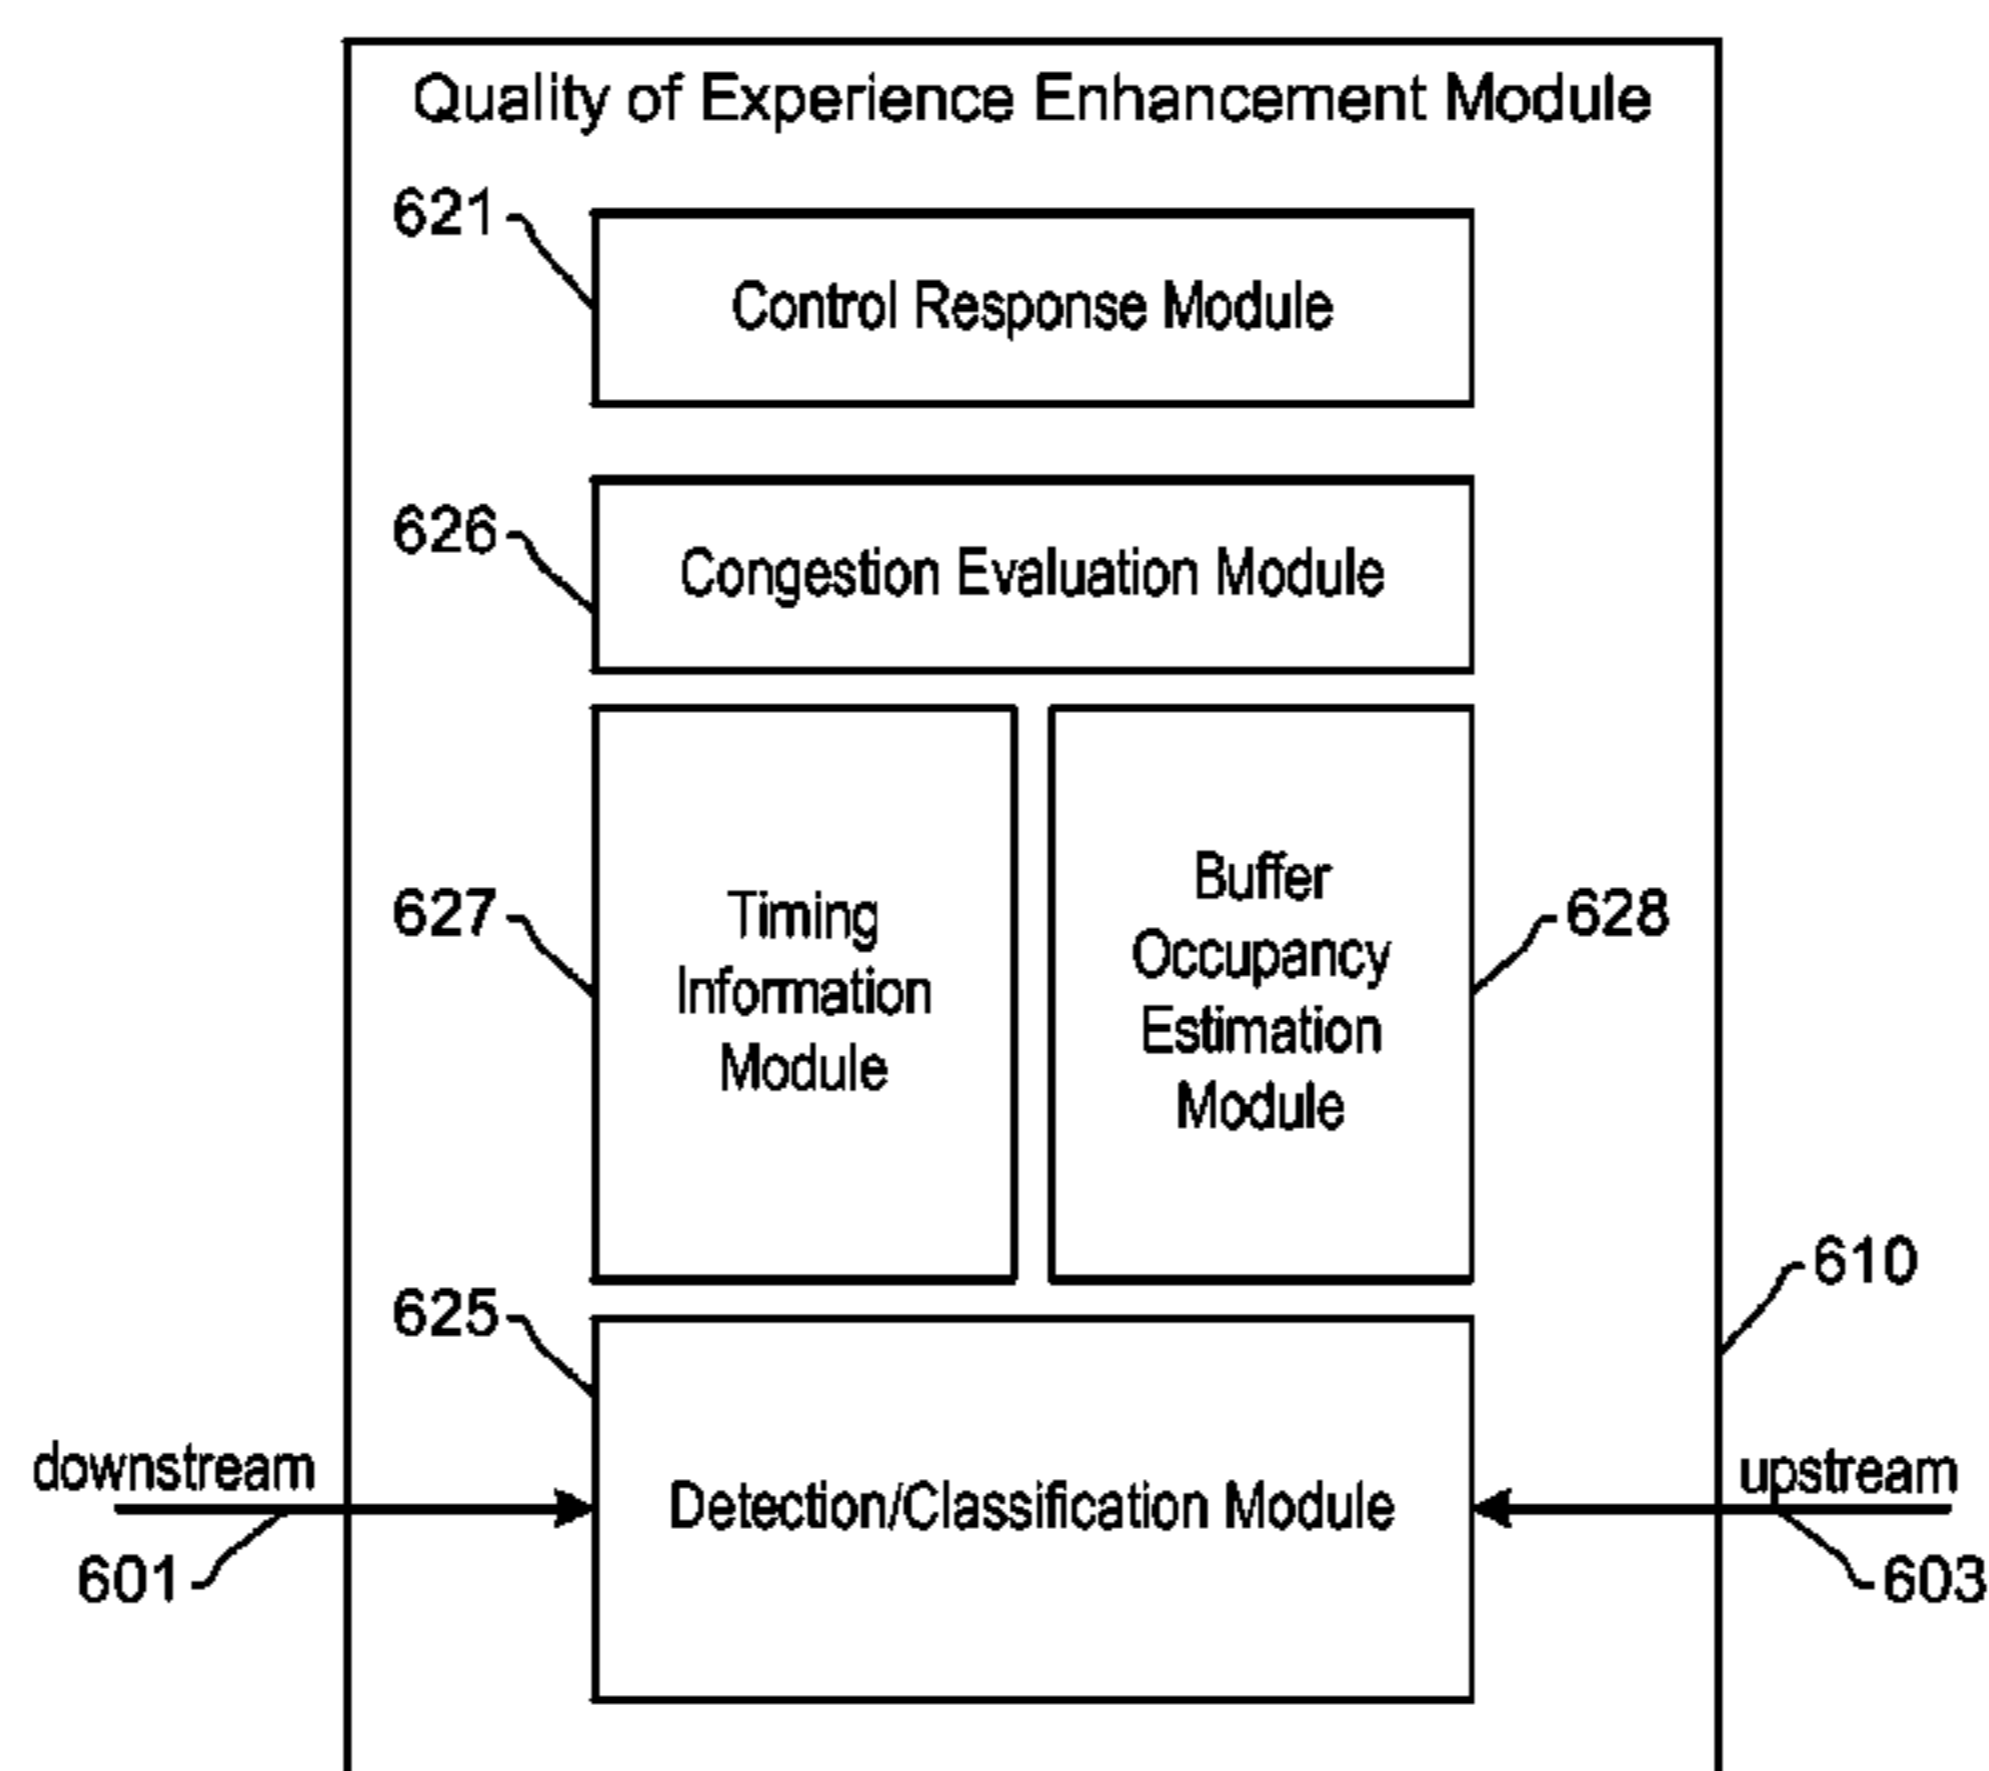 Quality of Experience Enhancement Module
621
Control Response Module
626
Congestion Evaluation Module
627
Timing
Information
Module
Buffer
Occupancy
Estimation
Module
628
610
625
downstream
Detection/Classification Module
upstream
601
603